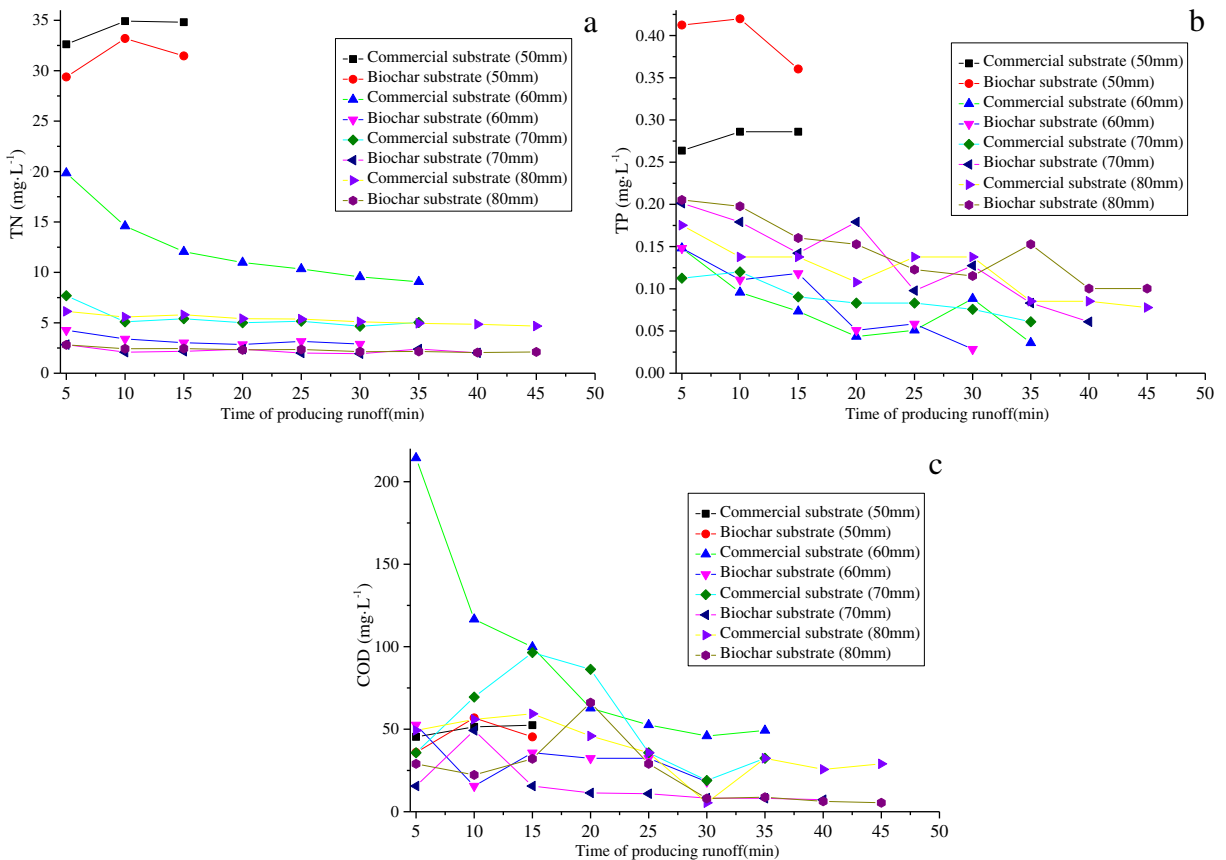 a
35
30
25
20
15
10
5
0
TN (mg·L⁻¹)
Commercial substrate (50mm)
Biochar substrate (50mm)
Commercial substrate (60mm)
Biochar substrate (60mm)
Commercial substrate (70mm)
Biochar substrate (70mm)
Commercial substrate (80mm)
Biochar substrate (80mm)
5 10 15 20 25 30 35 40 45 50
Time of producing runoff(min)
b
0.40
0.35
0.30
0.25
0.20
0.15
0.10
0.05
0.00
TP (mg·L⁻¹)
Commercial substrate (50mm)
Biochar substrate (50mm)
Commercial substrate (60mm)
Biochar substrate (60mm)
Commercial substrate (70mm)
Biochar substrate (70mm)
Commercial substrate (80mm)
Biochar substrate (80mm)
5 10 15 20 25 30 35 40 45 50
Time of producing runoff(min)
c
200
150
100
50
0
COD (mg·L⁻¹)
Commercial substrate (50mm)
Biochar substrate (50mm)
Commercial substrate (60mm)
Biochar substrate (60mm)
Commercial substrate (70mm)
Biochar substrate (70mm)
Commercial substrate (80mm)
Biochar substrate (80mm)
5 10 15 20 25 30 35 40 45 50
Time of producing runoff(min)